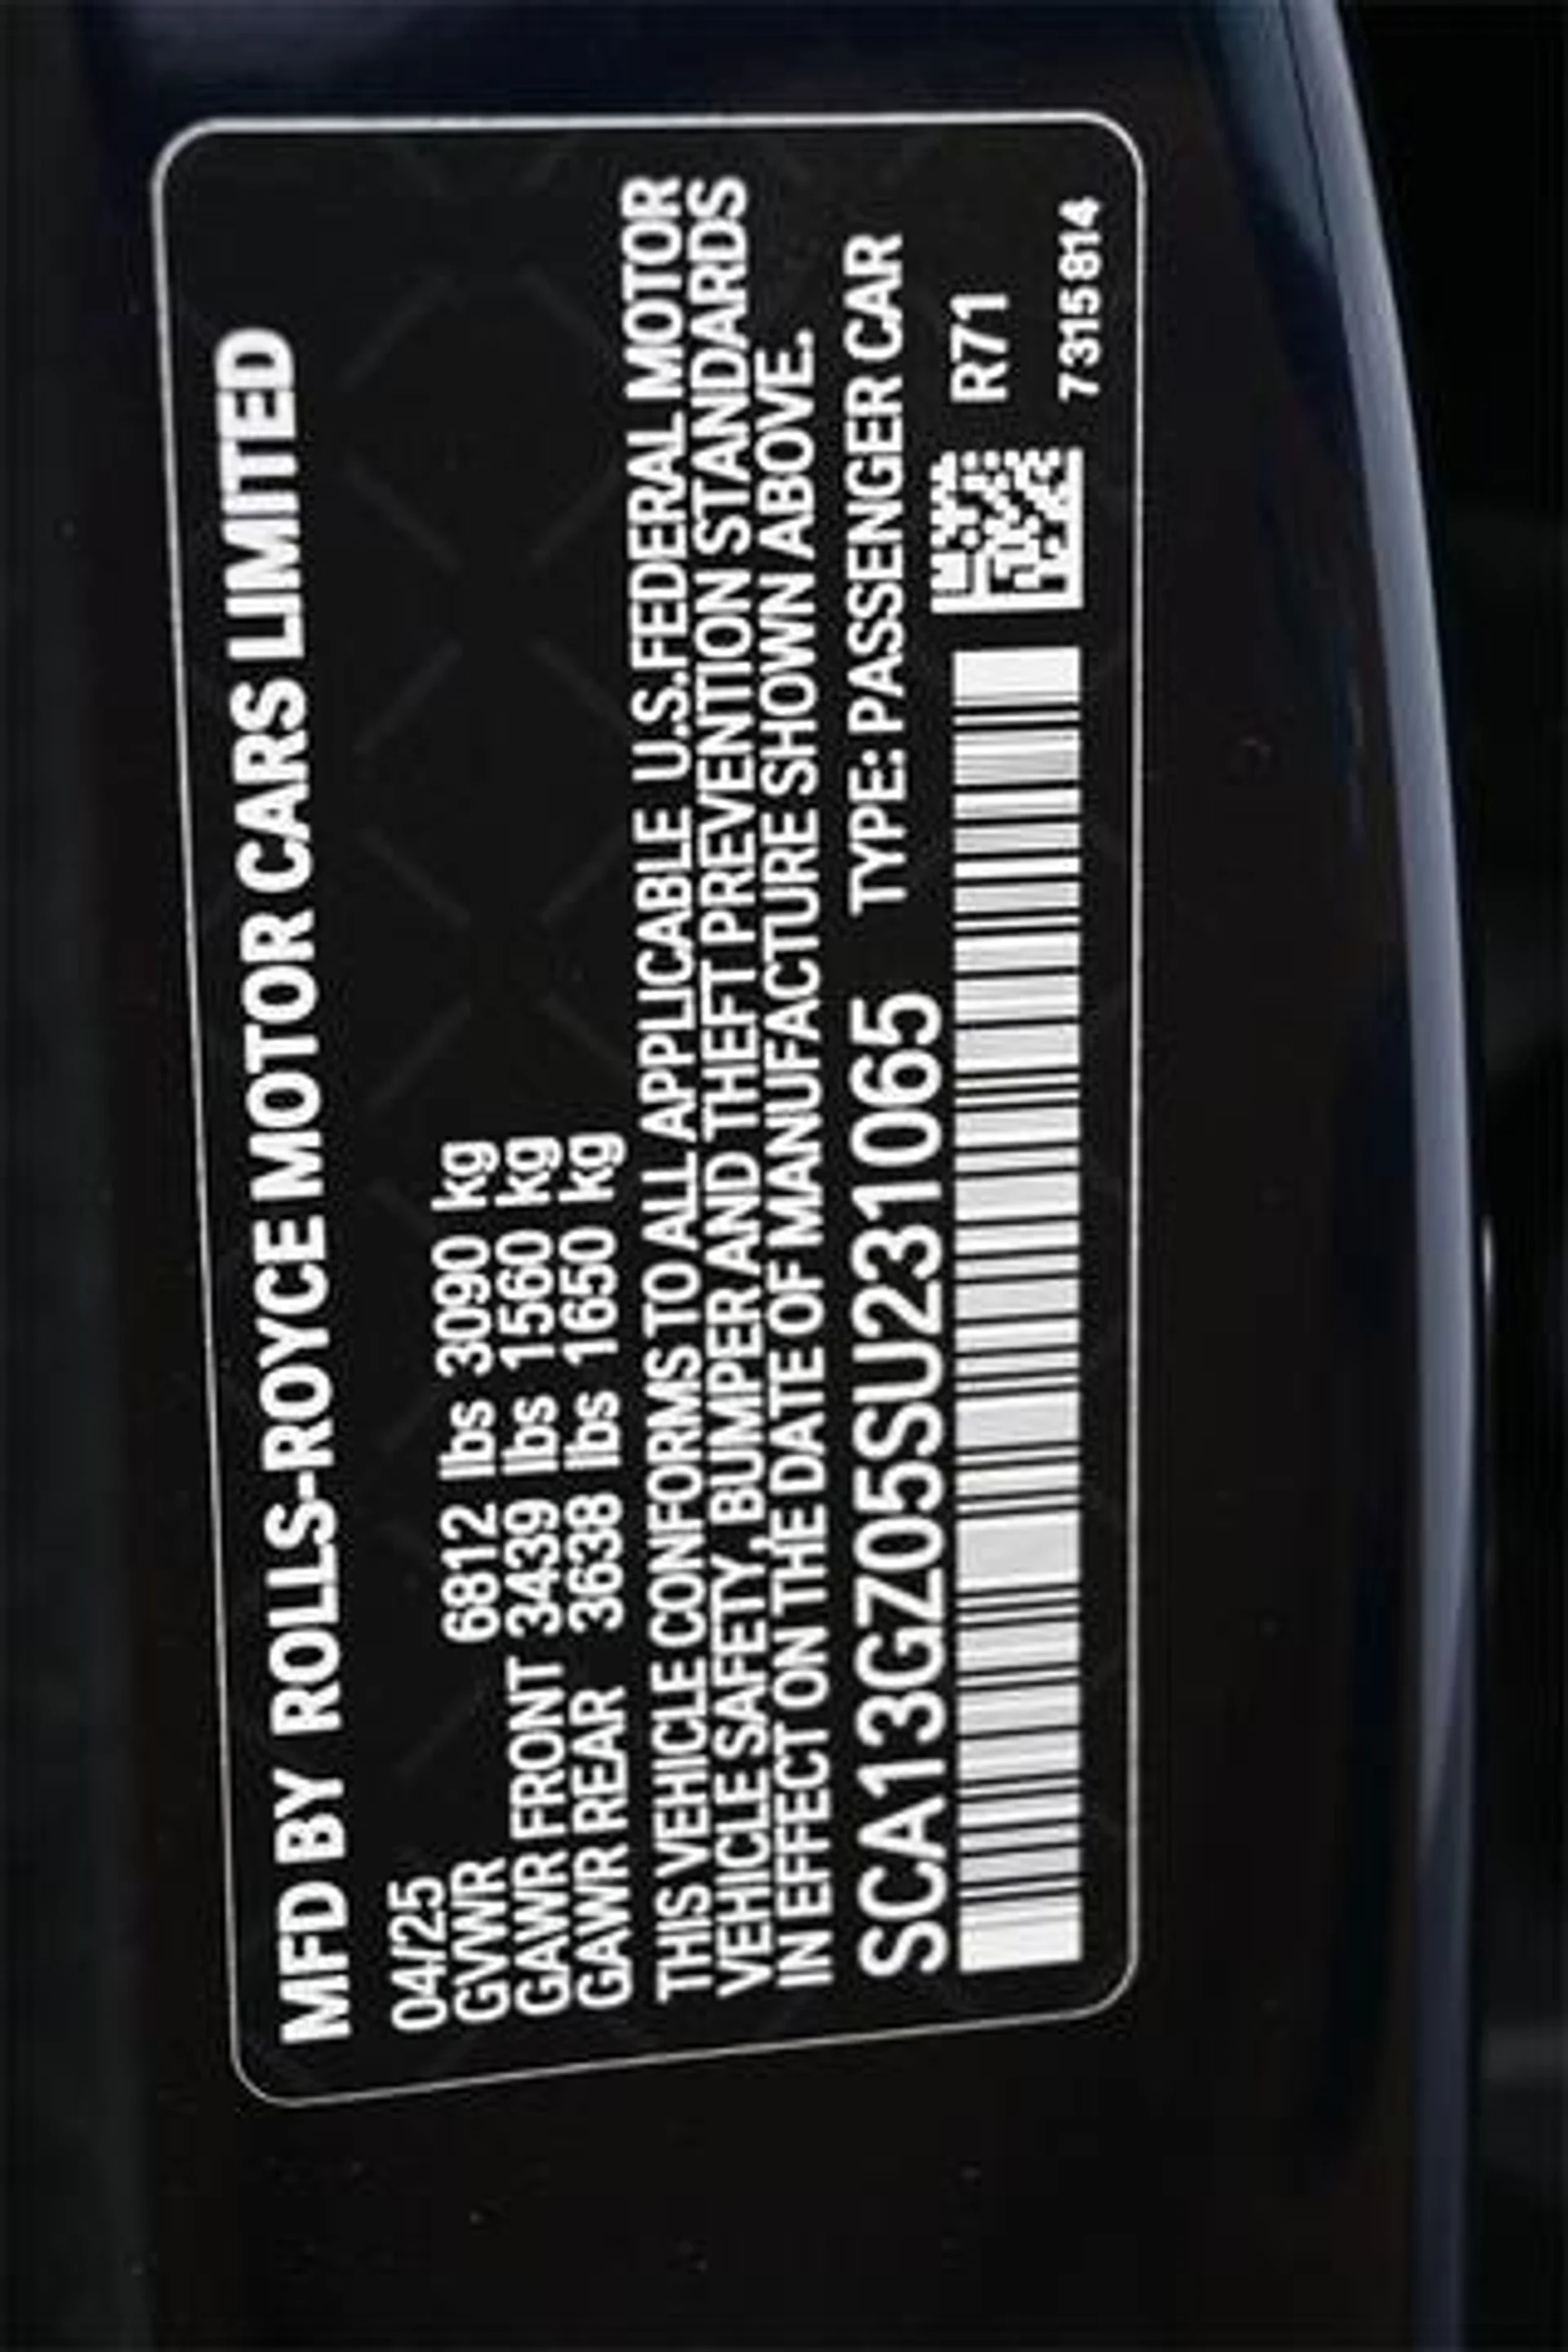 MFD BY ROLLS-ROYCE MOTOR CARS LIMITED
04/25
GVWR 6812 lbs 3090 kg
GAWR FRONT 3439 lbs 1560 kg
GAWR REAR 3638 lbs 1650 kg
THIS VEHICLE CONFORMS TO ALL APPLICABLE U.S.FEDERAL MOTOR
VEHICLE SAFETY, BUMPER AND THEFT PREVENTION STANDARDS
IN EFFECT ON THE DATE OF MANUFACTURE SHOWN ABOVE.
SCA13GZ05SU231065 TYPE: PASSENGER CAR
R71
7315814